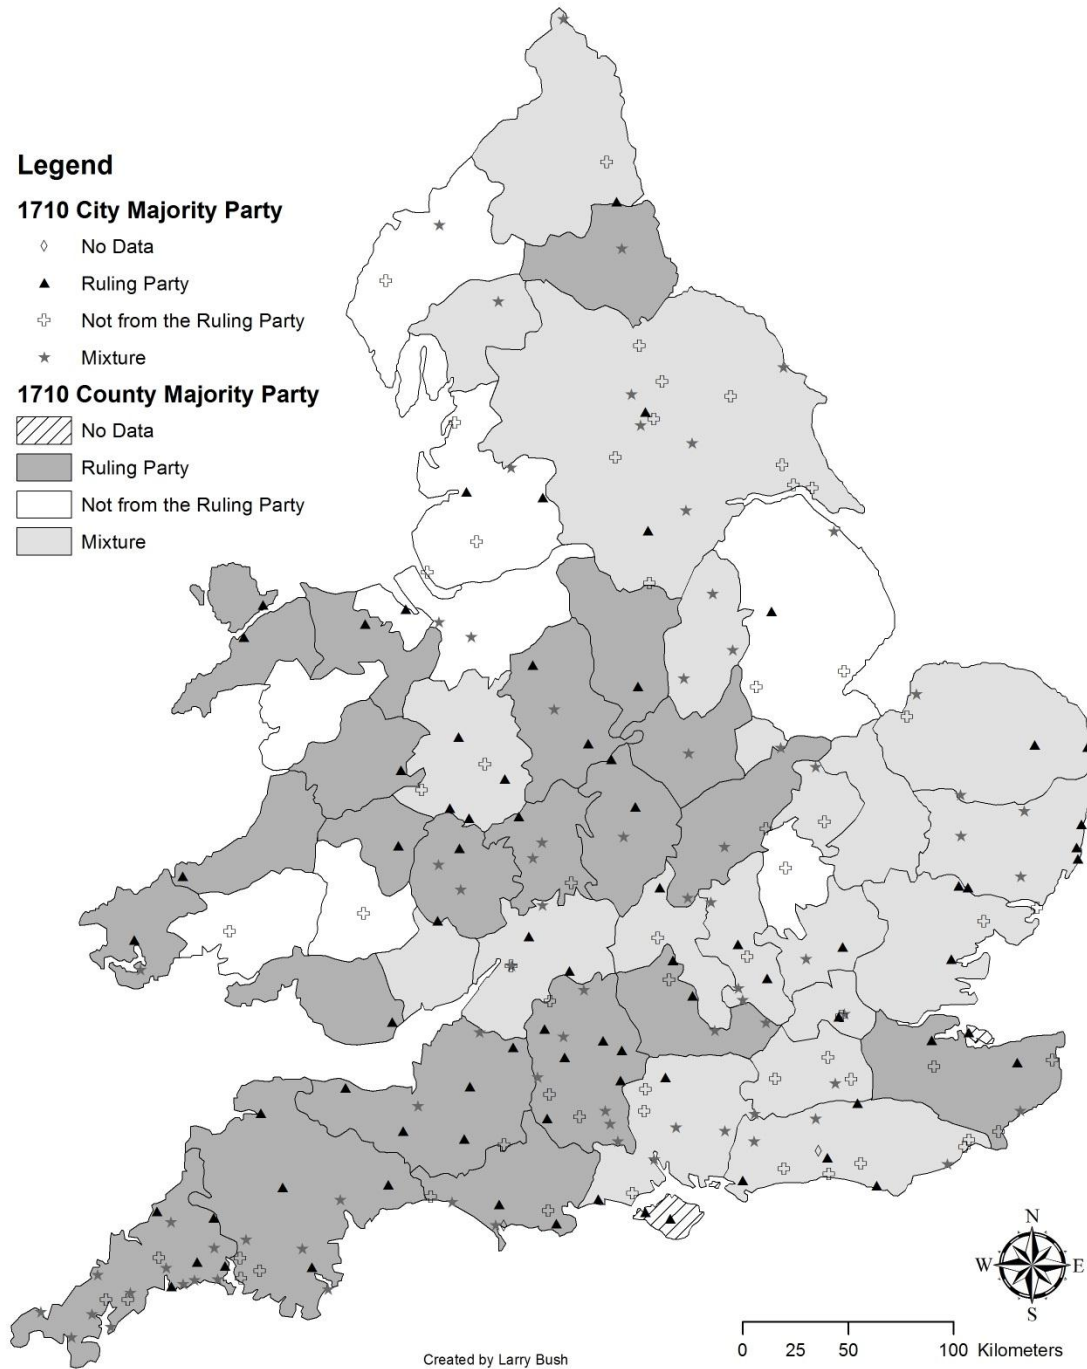 Legend
1710 City Majority Party
No Data
Ruling Party
Not from the Ruling Party
Mixture
1710 County Majority Party
No Data
Ruling Party
Not from the Ruling Party
Mixture
N
W E
S
0 25 50 100 Kilometers
Created by Larry Bush